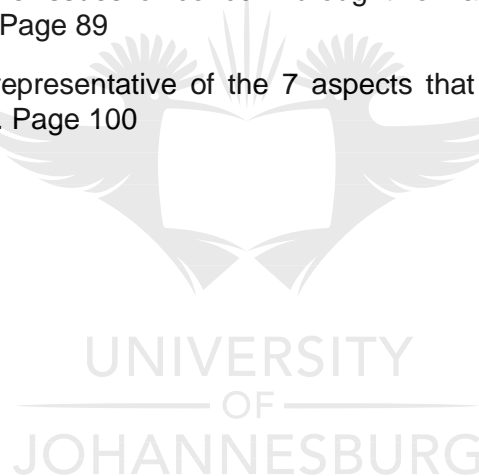 Page 89
representative of the 7 aspects that
. Page 100
UNIVERSITY
OF
JOHANNESBURG